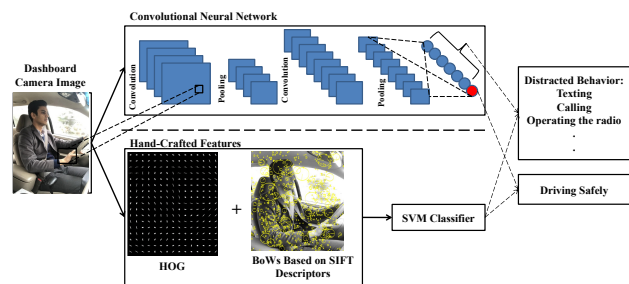 Convolutional Neural Network
Dashboard
Camera Image
Convolution
Pooling
Convolution
Pooling
Distracted Behavior:
Texting
Calling
Operating the radio
.
.
Driving Safely
Hand-Crafted Features
+
HOG
BoWs Based on SIFT
Descriptors
SVM Classifier